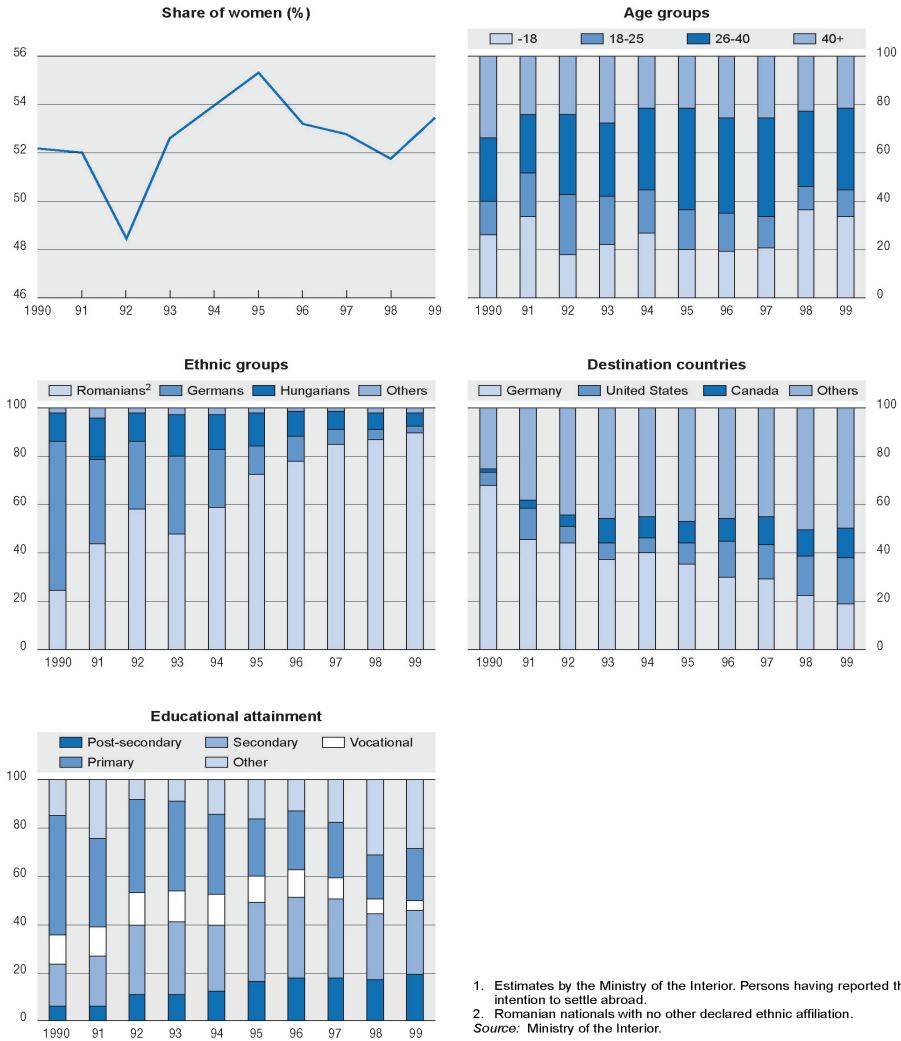 Share of women (%)
56
54
52
50
48
46
1990 91 92 93 94 95 96 97 98 99
Age groups
-18 18-25 26-40 40+
100
80
60
40
20
0
1990 91 92 93 94 95 96 97 98 99
Ethnic groups
Romanians2 Germans Hungarians Others
100
80
60
40
20
0
1990 91 92 93 94 95 96 97 98 99
Destination countries
Germany United States Canada Others
100
80
60
40
20
0
1990 91 92 93 94 95 96 97 98 99
Educational attainment
Post-secondary Secondary Vocational
Primary Other
100
80
60
40
20
0
1990 91 92 93 94 95 96 97 98 99
1. Estimates by the Ministry of the Interior. Persons having reported th
intention to settle abroad.
2. Romanian nationals with no other declared ethnic affiliation.
Source: Ministry of the Interior.